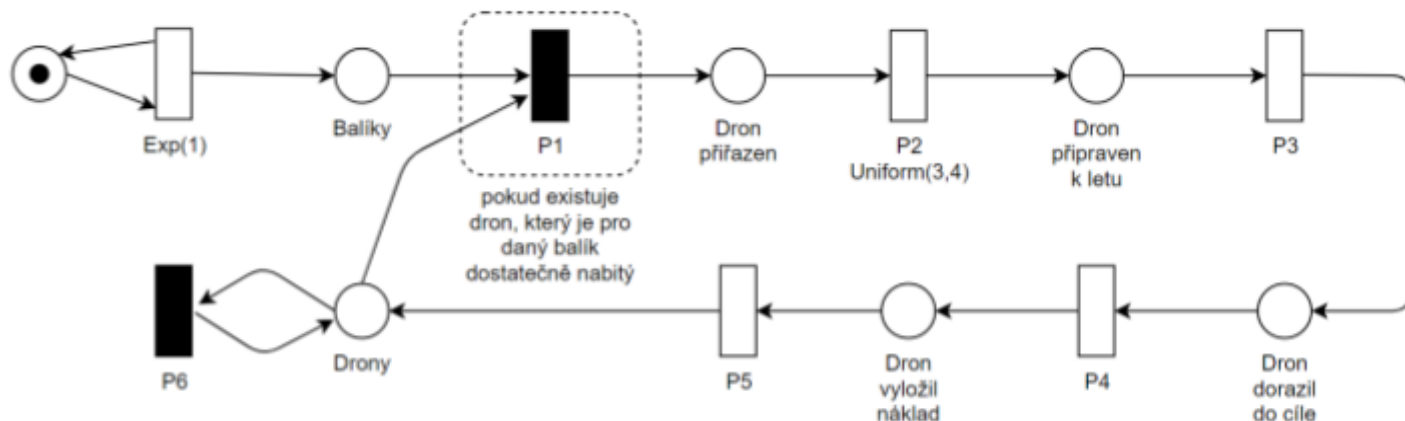 Exp(1)
Balíky
P1
pokud existuje
dron, který je pro
daný balík
dostatečně nabitý
Dron
přiřazen
P2
Uniform(3,4)
Dron
připraven
k letu
P3
P6
Drony
P5
Dron
vyložil
náklad
P4
Dron
dorazil
do cíle